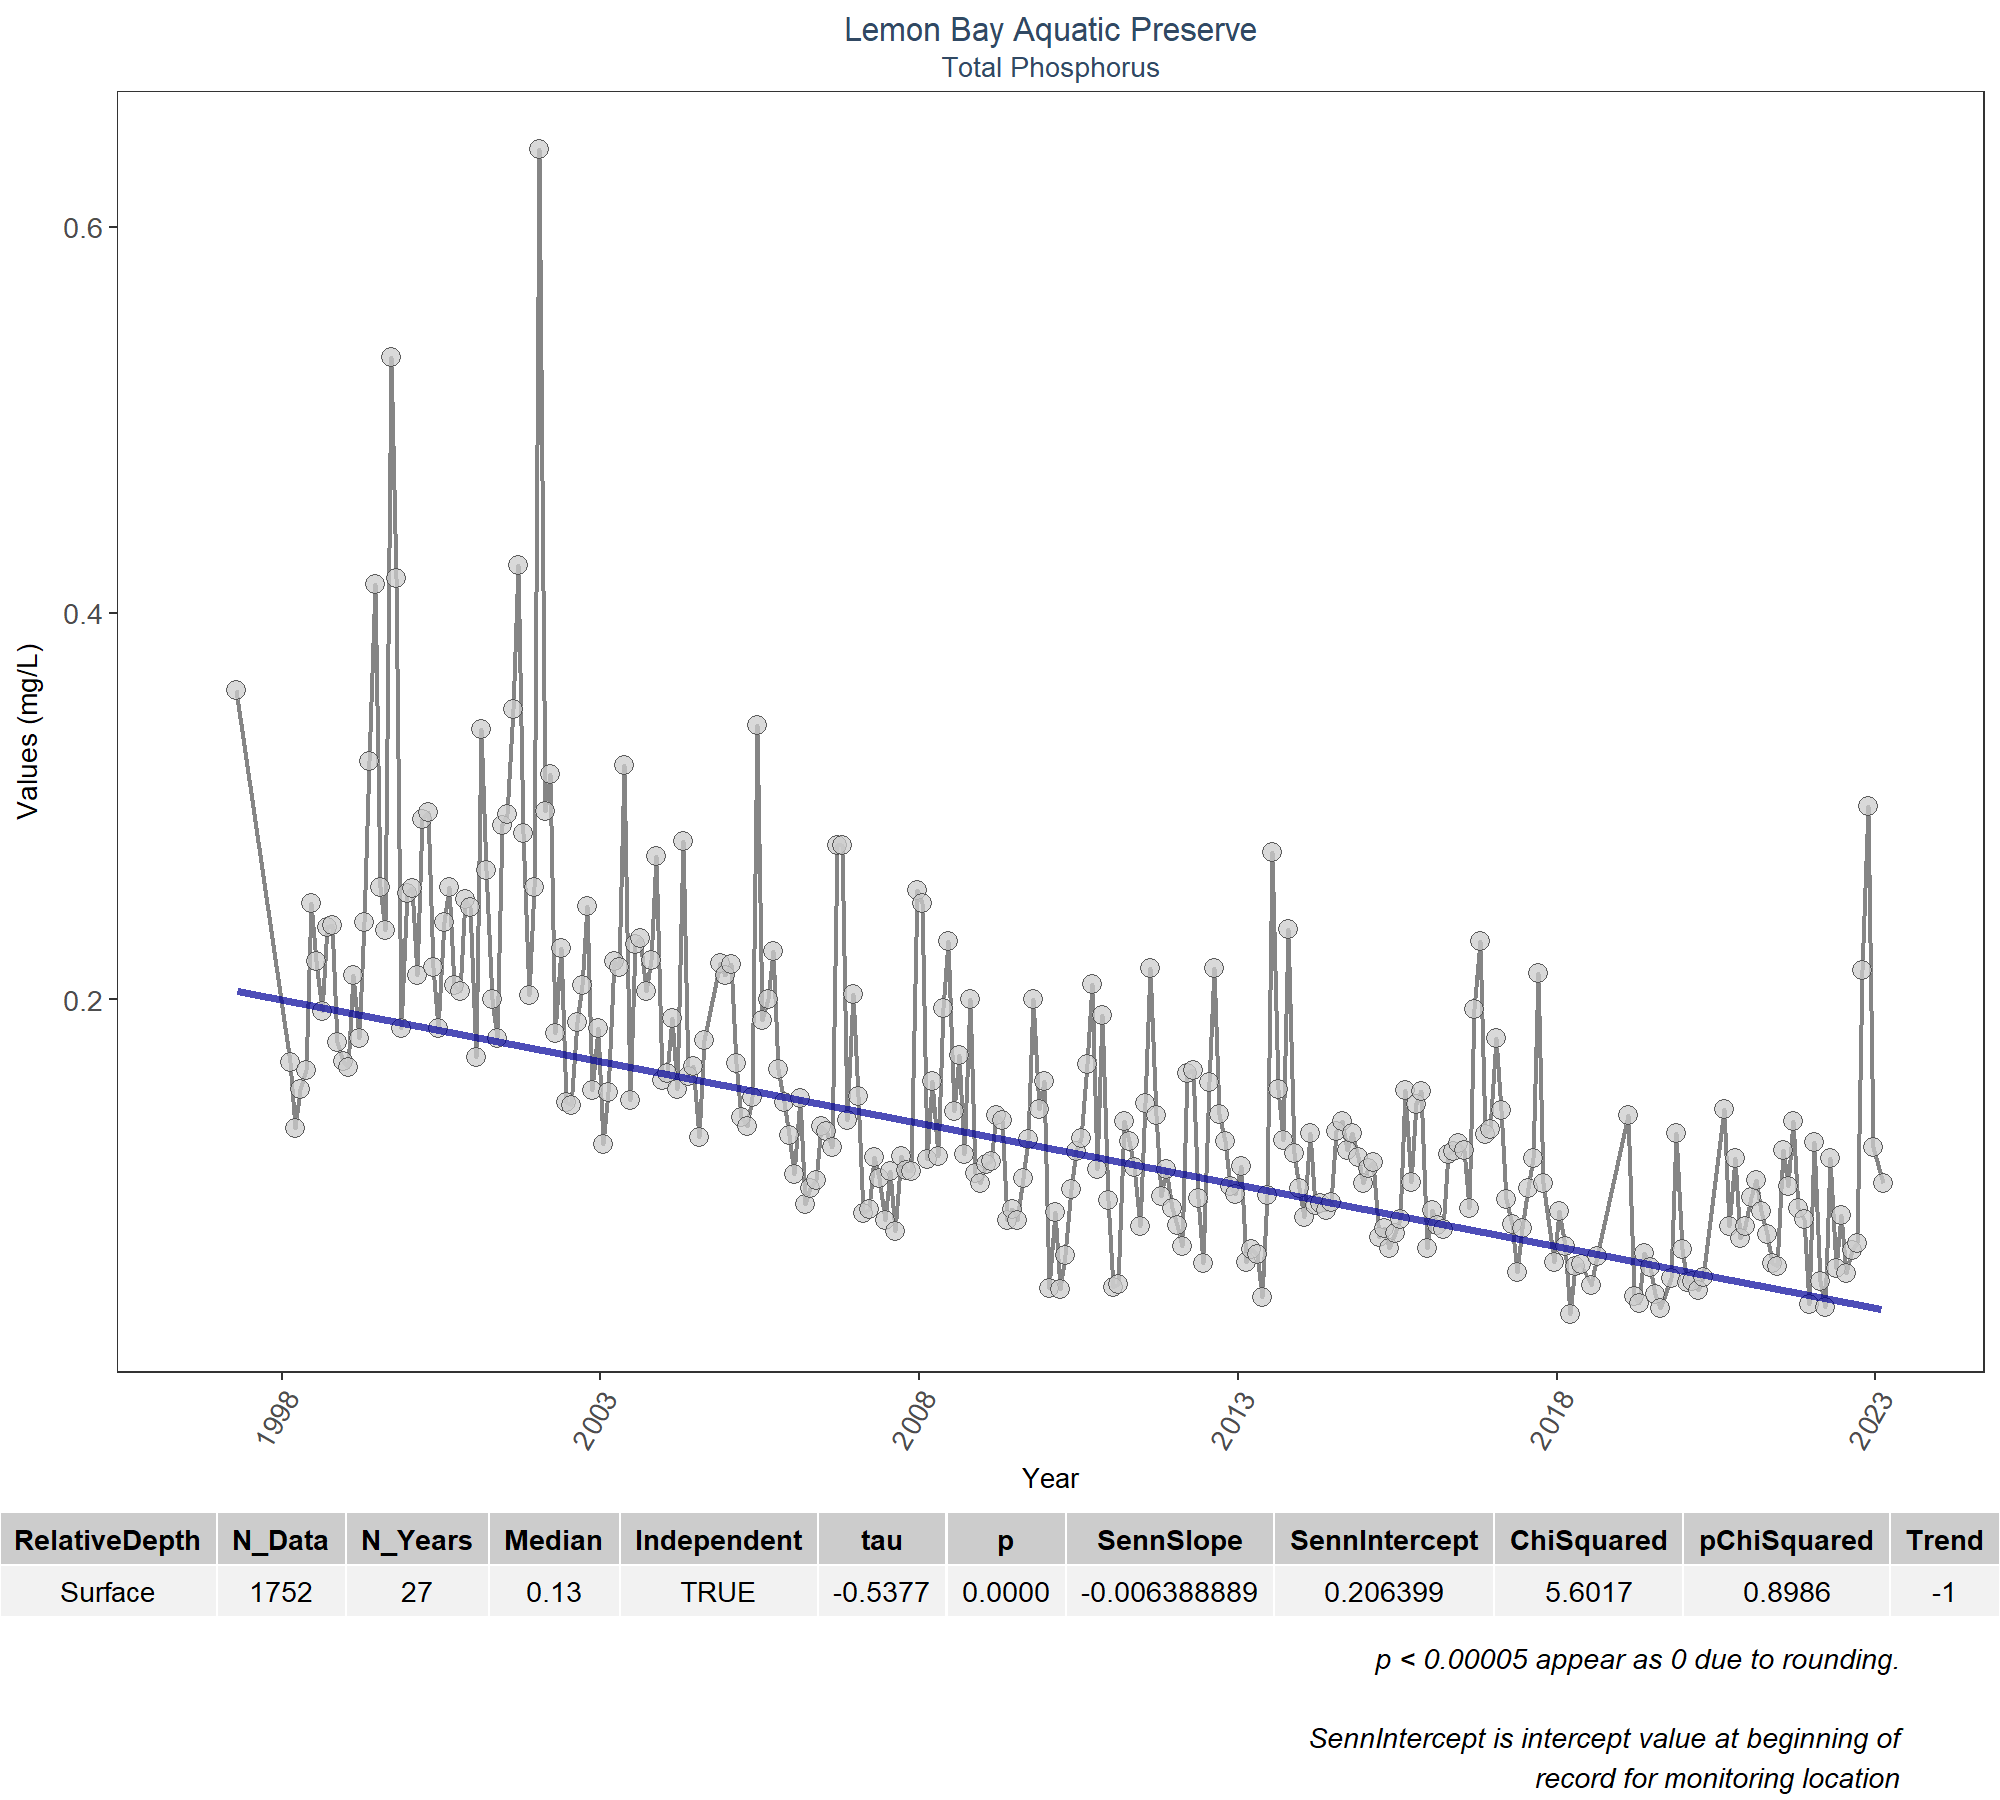 Lemon Bay Aquatic Preserve
Total Phosphorus
Values (mg/L)
0.6
0.4
0.2
1998 2003 2008 2013 2018 2023
Year
RelativeDepth N_Data N_Years Median Independent tau p SennSlope SennIntercept ChiSquared pChiSquared Trend
Surface 1752 27 0.13 TRUE -0.5377 0.0000 -0.006388889 0.206399 5.6017 0.8986 -1
p < 0.00005 appear as 0 due to rounding.
SennIntercept is intercept value at beginning of
record for monitoring location